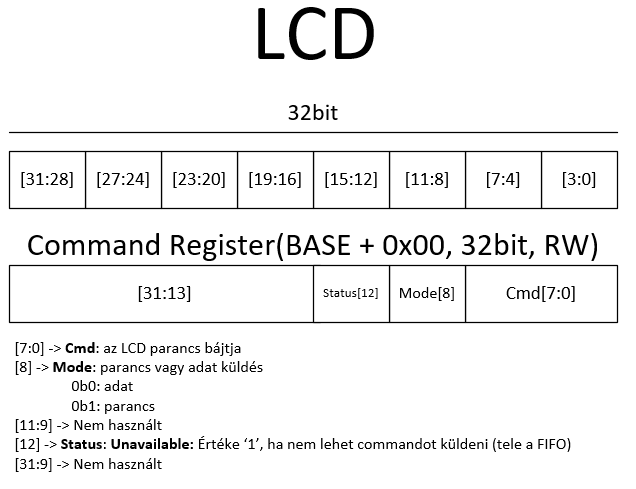 LCD
32bit
[31:28] [27:24] [23:20] [19:16] [15:12] [11:8] [7:4] [3:0]
Command Register(BASE + 0x00, 32bit, RW)
[31:13] Status[12] Mode[8] Cmd[7:0]
[7:0] -> Cmd: az LCD parancs bájtja
[8] -> Mode: parancs vagy adat küldés
0b0: adat
0b1: parancs
[11:9] -> Nem használt
[12] -> Status: Unavailable: Értéke ‘1’, ha nem lehet commandot küldeni (tele a FIFO)
[31:9] -> Nem használt